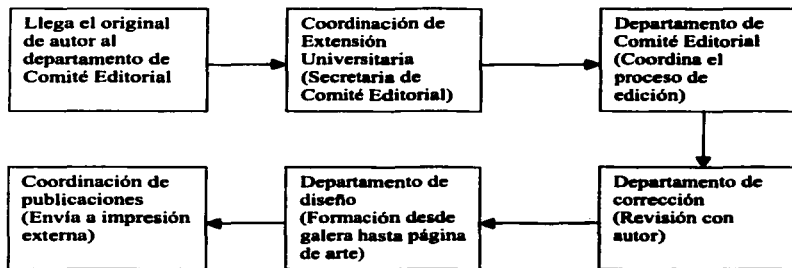 Llega el original
de autor al
departamento de
Comité Editorial
Coordinación de
Extensión
Universitaria
(Secretaria de
Comité Editorial)
Departamento de
Comité Editorial
(Coordina el
proceso de
edición)
Departamento de
corrección
(Revisión con
autor)
Departamento de
diseño
(Formación desde
galera hasta página
de arte)
Coordinación de
publicaciones
(Envía a impresión
externa)